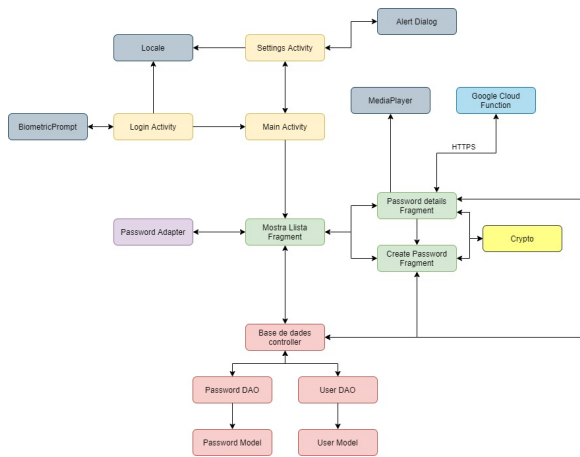 Alert Dialog
Locale
Settings Activity
MediaPlayer
Google Cloud
Function
BiometricPrompt
Login Activity
Main Activity
HTTPS
Password details
Fragment
Password Adapter
Mostra Llista
Fragment
Crypto
Create Password
Fragment
Base de dades
controller
Password DAO
User DAO
Password Model
User Model